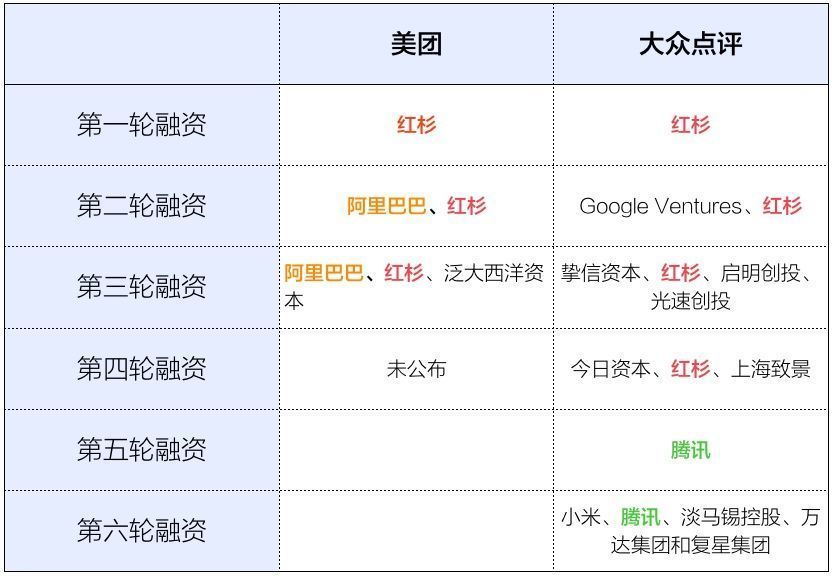 美团
大众点评
第一轮融资
红杉
红杉
第二轮融资
阿里巴巴、红杉
Google Ventures、红杉
第三轮融资
阿里巴巴、红杉、泛大西洋资
本
挚信资本、红杉、启明创投、
光速创投
第四轮融资
未公布
今日资本、红杉、上海致景
第五轮融资
腾讯
第六轮融资
小米、腾讯、淡马锡控股、万
达集团和复星集团